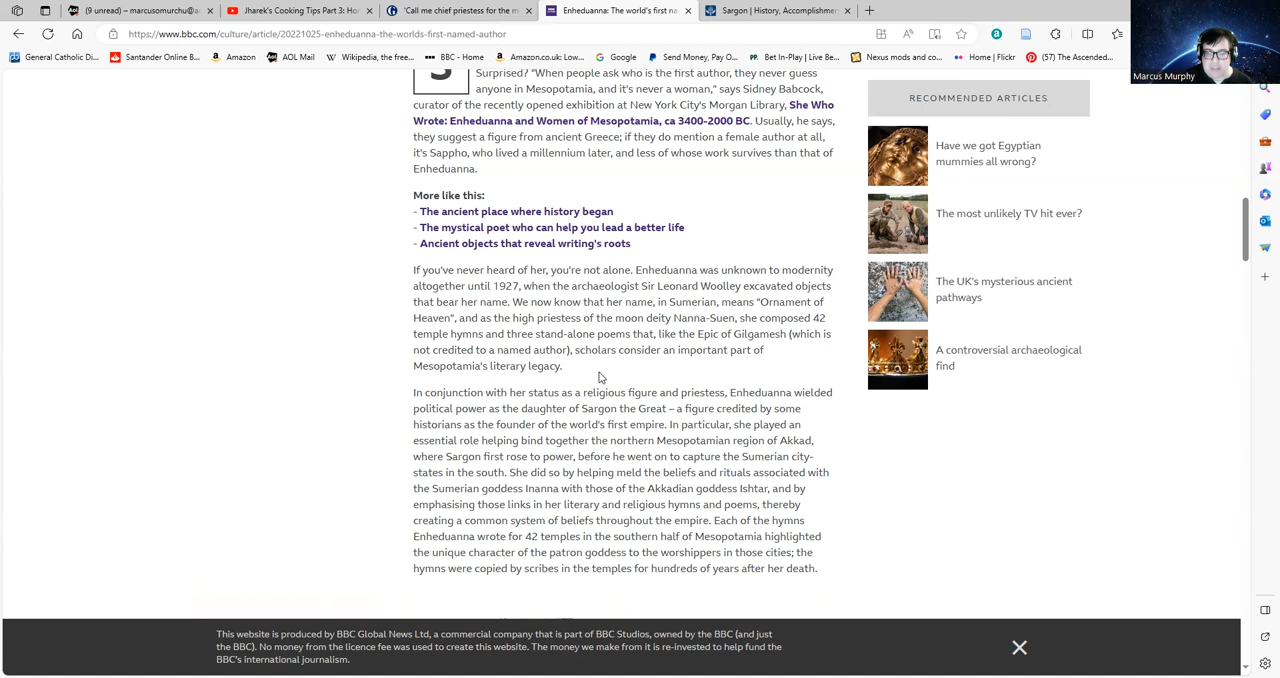 (9 unread) – marcusomurchu@a
Jharek's Cooking Tips Part 3: Ho
'Call me chief priestess for the m
Enheduanna: The world's first na
Sargon | History, Accomplishmen
https://www.bbc.com/culture/article/20221025-enheduanna-the-worlds-first-named-author
General Catholic Di...
Santander Online B...
Amazon
AOL Mail
Wikipedia, the free...
BBC - Home
Amazon.co.uk: Low...
Google
Send Money, Pay O...
Bet In-Play | Live Be...
Nexus mods and co...
Home | Flickr
(57) The Ascended...
Marcus Murphy
Surprised? "When people ask who is the first author, they never guess
anyone in Mesopotamia, and it's never a woman," says Sidney Babcock,
curator of the recently opened exhibition at New York City's Morgan Library, She Who
Wrote: Enheduanna and Women of Mesopotamia, ca 3400-2000 BC. Usually, he says,
they suggest a figure from ancient Greece; if they do mention a female author at all,
it's Sappho, who lived a millennium later, and less of whose work survives than that of
Enheduanna.
More like this:
- The ancient place where history began
- The mystical poet who can help you lead a better life
- Ancient objects that reveal writing's roots
If you've never heard of her, you're not alone. Enheduanna was unknown to modernity
altogether until 1927, when the archaeologist Sir Leonard Woolley excavated objects
that bear her name. We now know that her name, in Sumerian, means "Ornament of
Heaven", and as the high priestess of the moon deity Nanna-Suen, she composed 42
temple hymns and three stand-alone poems that, like the Epic of Gilgamesh (which is
not credited to a named author), scholars consider an important part of
Mesopotamia's literary legacy.
In conjunction with her status as a religious figure and priestess, Enheduanna wielded
political power as the daughter of Sargon the Great – a figure credited by some
historians as the founder of the world's first empire. In particular, she played an
essential role helping bind together the northern Mesopotamian region of Akkad,
where Sargon first rose to power, before he went on to capture the Sumerian city-
states in the south. She did so by helping meld the beliefs and rituals associated with
the Sumerian goddess Inanna with those of the Akkadian goddess Ishtar, and by
emphasising those links in her literary and religious hymns and poems, thereby
creating a common system of beliefs throughout the empire. Each of the hymns
Enheduanna wrote for 42 temples in the southern half of Mesopotamia highlighted
the unique character of the patron goddess to the worshippers in those cities; the
hymns were copied by scribes in the temples for hundreds of years after her death.
RECOMMENDED ARTICLES
Have we got Egyptian
mummies all wrong?
The most unlikely TV hit ever?
The UK's mysterious ancient
pathways
A controversial archaeological
find
This website is produced by BBC Global News Ltd, a commercial company that is part of BBC Studios, owned by the BBC (and just
the BBC). No money from the licence fee was used to create this website. The money we make from it is re-invested to help fund the
BBC's international journalism.